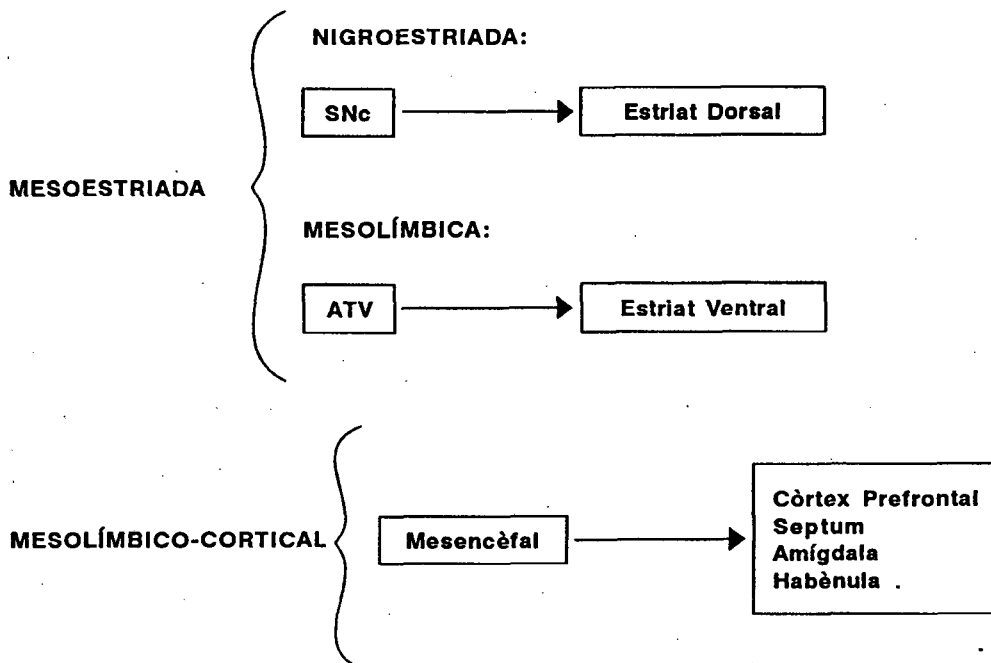 NIGROESTRIADA:
SNc
Estriat Dorsal
MESOESTRIADA
MESOLÍMBICA:
ATV
Estriat Ventral
MESOLÍMBICO-CORTICAL
Mesencèfal
Còrtex Prefrontal
Septum
Amígdala
Habènula .